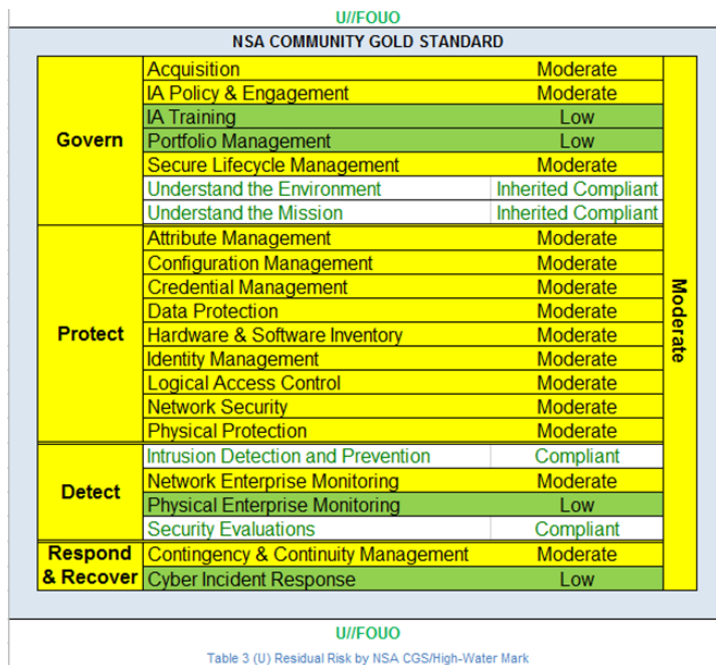 U//FOUO
NSA COMMUNITY GOLD STANDARD
Govern
Acquisition Moderate
IA Policy & Engagement Moderate
IA Training Low
Portfolio Management Low
Secure Lifecycle Management Moderate
Understand the Environment Inherited Compliant
Understand the Mission Inherited Compliant
Protect
Attribute Management Moderate
Configuration Management Moderate
Credential Management Moderate
Data Protection Moderate
Hardware & Software Inventory Moderate
Identity Management Moderate
Logical Access Control Moderate
Network Security Moderate
Physical Protection Moderate
Detect
Intrusion Detection and Prevention Compliant
Network Enterprise Monitoring Moderate
Physical Enterprise Monitoring Low
Security Evaluations Compliant
Respond
& Recover
Contingency & Continuity Management Moderate
Cyber Incident Response Low
Moderate
U//FOUO
Table 3 (U) Residual Risk by NSA CGS/High-Water Mark